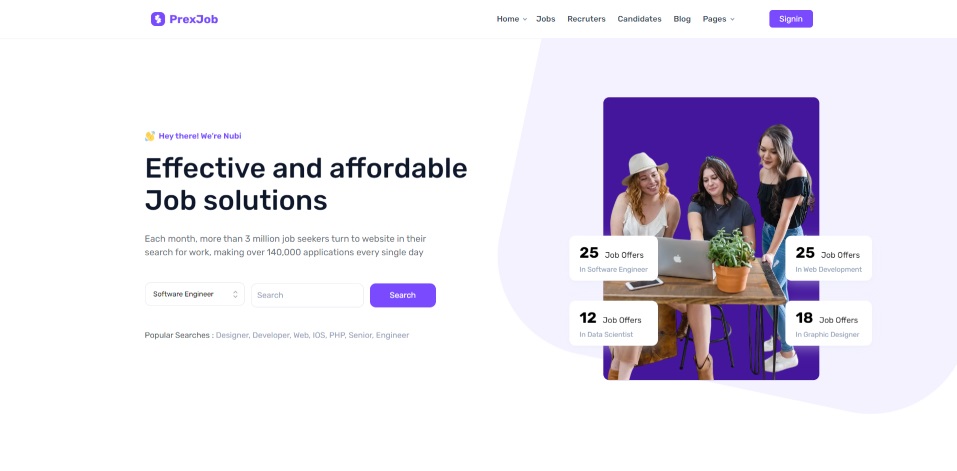 PrexJob
Home Jobs Recruters Candidates Blog Pages Signin
Hey there! We're Nubi
Effective and affordable
Job solutions
Each month, more than 3 million job seekers turn to website in their
search for work, making over 140,000 applications every single day
Software Engineer Search Search
Popular Searches : Designer, Developer, Web, IOS, PHP, Senior, Engineer
25 Job Offers
In Software Engineer
25 Job Offers
In Web Development
12 Job Offers
In Data Scientist
18 Job Offers
In Graphic Designer